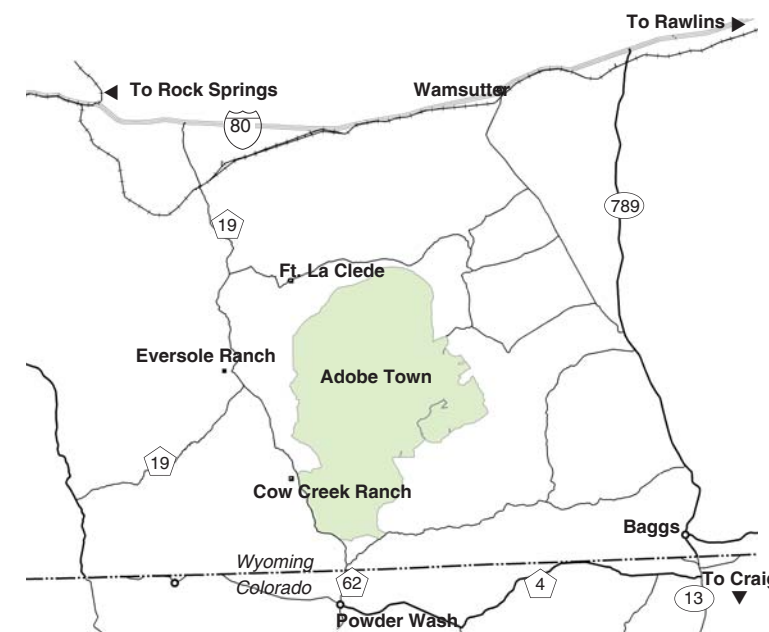 To Rawlins
To Rock Springs
Wamsutter
80
789
19
Ft. La Clede
Eversole Ranch
Adobe Town
19
Cow Creek Ranch
Baggs
Wyoming
Colorado
62
4
To Craig
13
Powder Wash